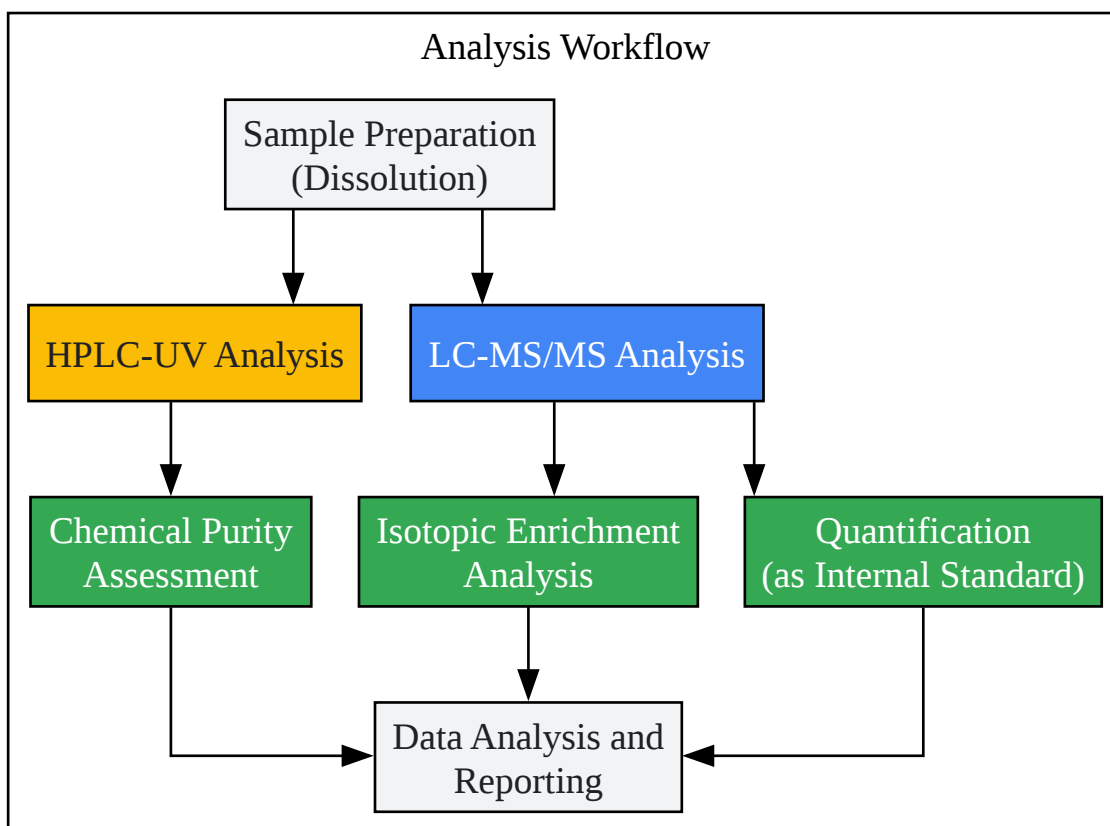 Analysis Workflow
Sample Preparation
(Dissolution)
HPLC-UV Analysis
LC-MS/MS Analysis
Chemical Purity
Assessment
Isotopic Enrichment
Analysis
Quantification
(as Internal Standard)
Data Analysis and
Reporting